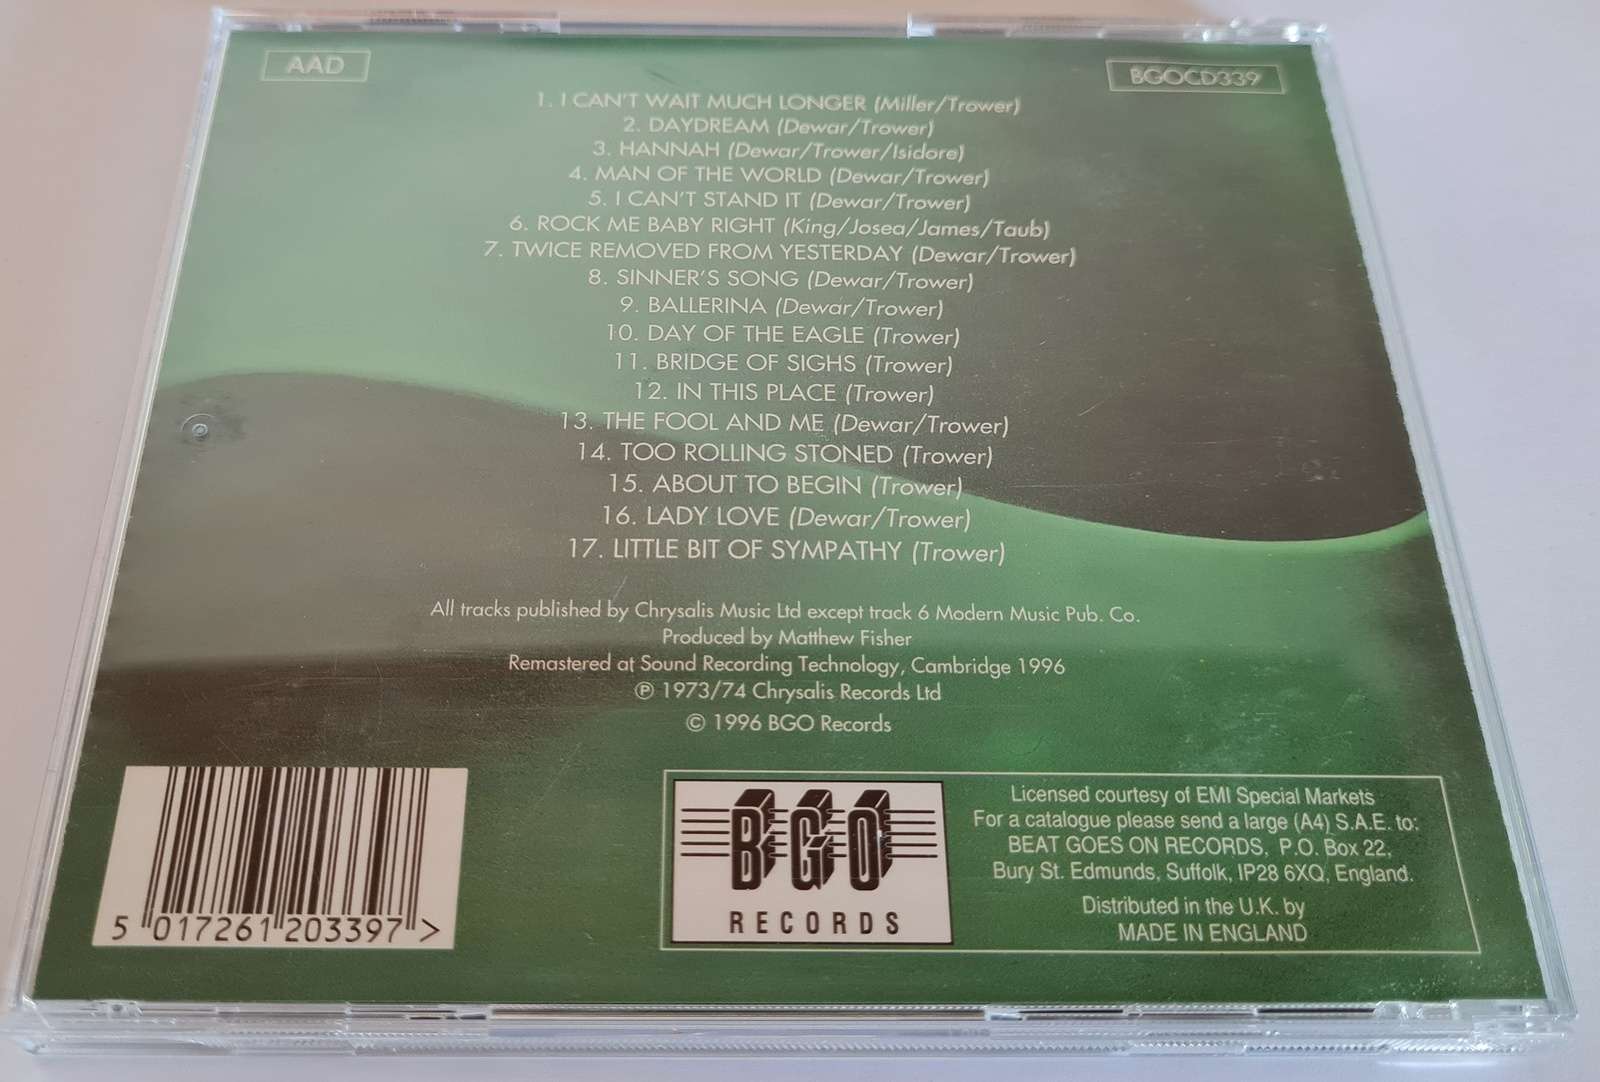 AAD
BGOCD339
1. I CAN'T WAIT MUCH LONGER (Miller/Trower)
2. DAYDREAM (Dewar/Trower)
3. HANNAH (Dewar/Trower/Isidore)
4. MAN OF THE WORLD (Dewar/Trower)
5. I CAN'T STAND IT (Dewar/Trower)
6. ROCK ME BABY RIGHT (King/Josea/James/Taub)
7. TWICE REMOVED FROM YESTERDAY (Dewar/Trower)
8. SINNER'S SONG (Dewar/Trower)
9. BALLERINA (Dewar/Trower)
10. DAY OF THE EAGLE (Trower)
11. BRIDGE OF SIGHS (Trower)
12. IN THIS PLACE (Trower)
13. THE FOOL AND ME (Dewar/Trower)
14. TOO ROLLING STONED (Trower)
15. ABOUT TO BEGIN (Trower)
16. LADY LOVE (Dewar/Trower)
17. LITTLE BIT OF SYMPATHY (Trower)
All tracks published by Chrysalis Music Ltd except track 6 Modern Music Pub. Co.
Produced by Matthew Fisher
Remastered at Sound Recording Technology, Cambridge 1996
℗ 1973/74 Chrysalis Records Ltd
© 1996 BGO Records
5 017261 203397 >
BGO
RECORDS
Licensed courtesy of EMI Special Markets
For a catalogue please send a large (A4) S.A.E. to:
BEAT GOES ON RECORDS, P.O. Box 22,
Bury St. Edmunds, Suffolk, IP28 6XQ, England.
Distributed in the U.K. by
MADE IN ENGLAND